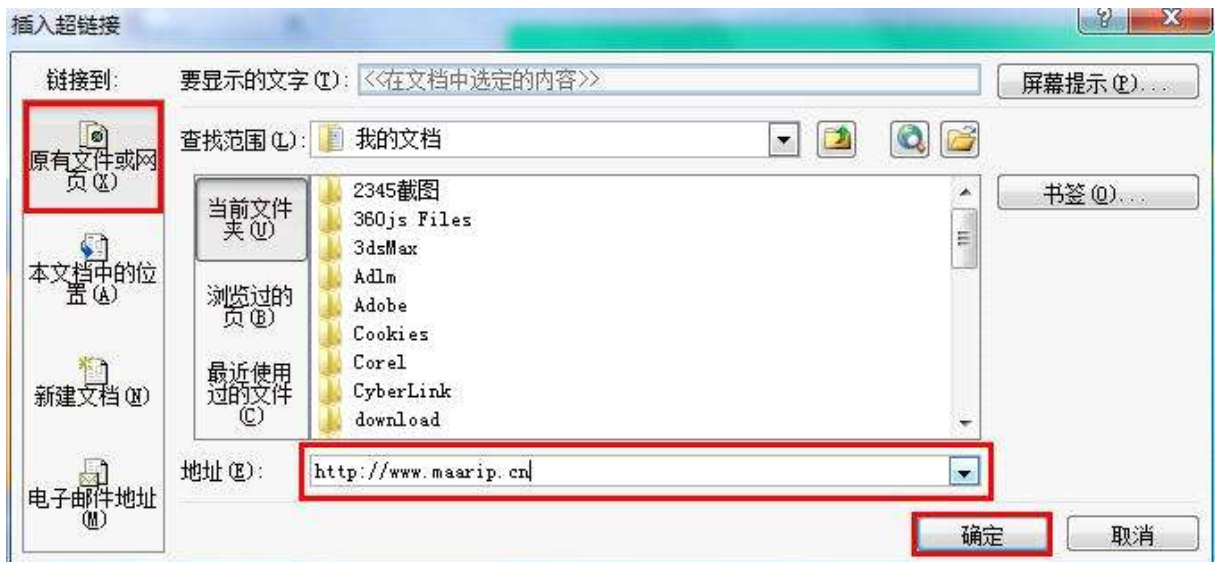 插入超链接
链接到:
要显示的文字(T): <<在文档中选定的内容>>
屏幕提示(P)...
原有文件或网
页(X)
查找范围(L): 我的文档
书签(O)...
当前文件
夹(U)
浏览过的
页(B)
最近使用
过的文件
(C)
2345截图
360js Files
3dsMax
Adlm
Adobe
Cookies
Corel
CyberLink
download
本文档中的位
置(A)
新建文档(N)
电子邮件地址
(M)
地址(E): http://www.maarip.cn
确定
取消